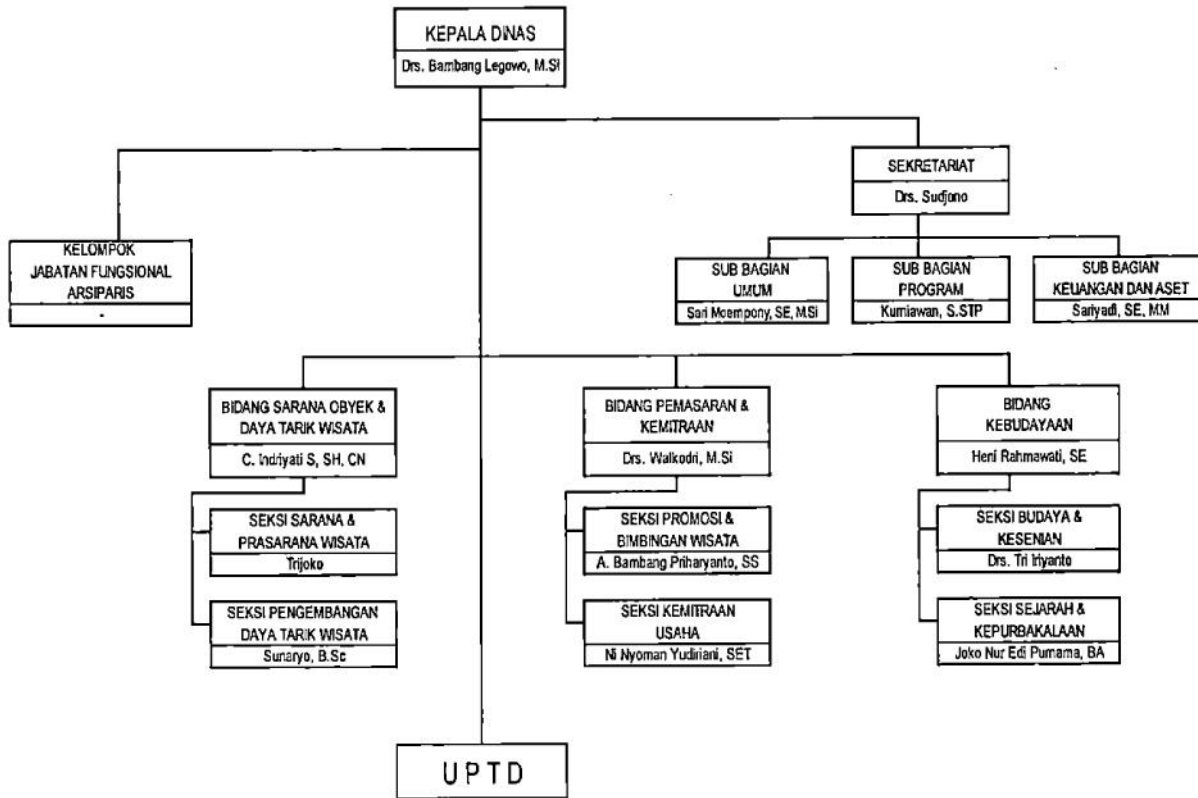 KEPALA DINAS
Drs. Bambang Legowo, M.Si
SEKRETARIAT
Drs. Sudjono
KELOMPOK
JABATAN FUNGSIONAL
ARSIPARIS
-
SUB BAGIAN
UMUM
Sari Moempony, SE, M.Si
SUB BAGIAN
PROGRAM
Kurniawan, S.STP
SUB BAGIAN
KEUANGAN DAN ASET
Sariyadi, SE, MM
BIDANG SARANA OBYEK &
DAYA TARIK WISATA
C. Indriyati S, SH, CN
BIDANG PEMASARAN &
KEMITRAAN
Drs. Walkodri, M.Si
BIDANG
KEBUDAYAAN
Heni Rahmawati, SE
SEKSI SARANA &
PRASARANA WISATA
Trijoko
SEKSI PROMOSI &
BIMBINGAN WISATA
A. Bambang Priharyanto, SS
SEKSI BUDAYA &
KESENIAN
Drs. Tri Iriyanto
SEKSI PENGEMBANGAN
DAYA TARIK WISATA
Sunaryo, B.Sc
SEKSI KEMITRAAN
USAHA
Ni Nyoman Yudiriani, SET
SEKSI SEJARAH &
KEPURBAKALAAN
Joko Nur Edi Purnama, BA
UPTD